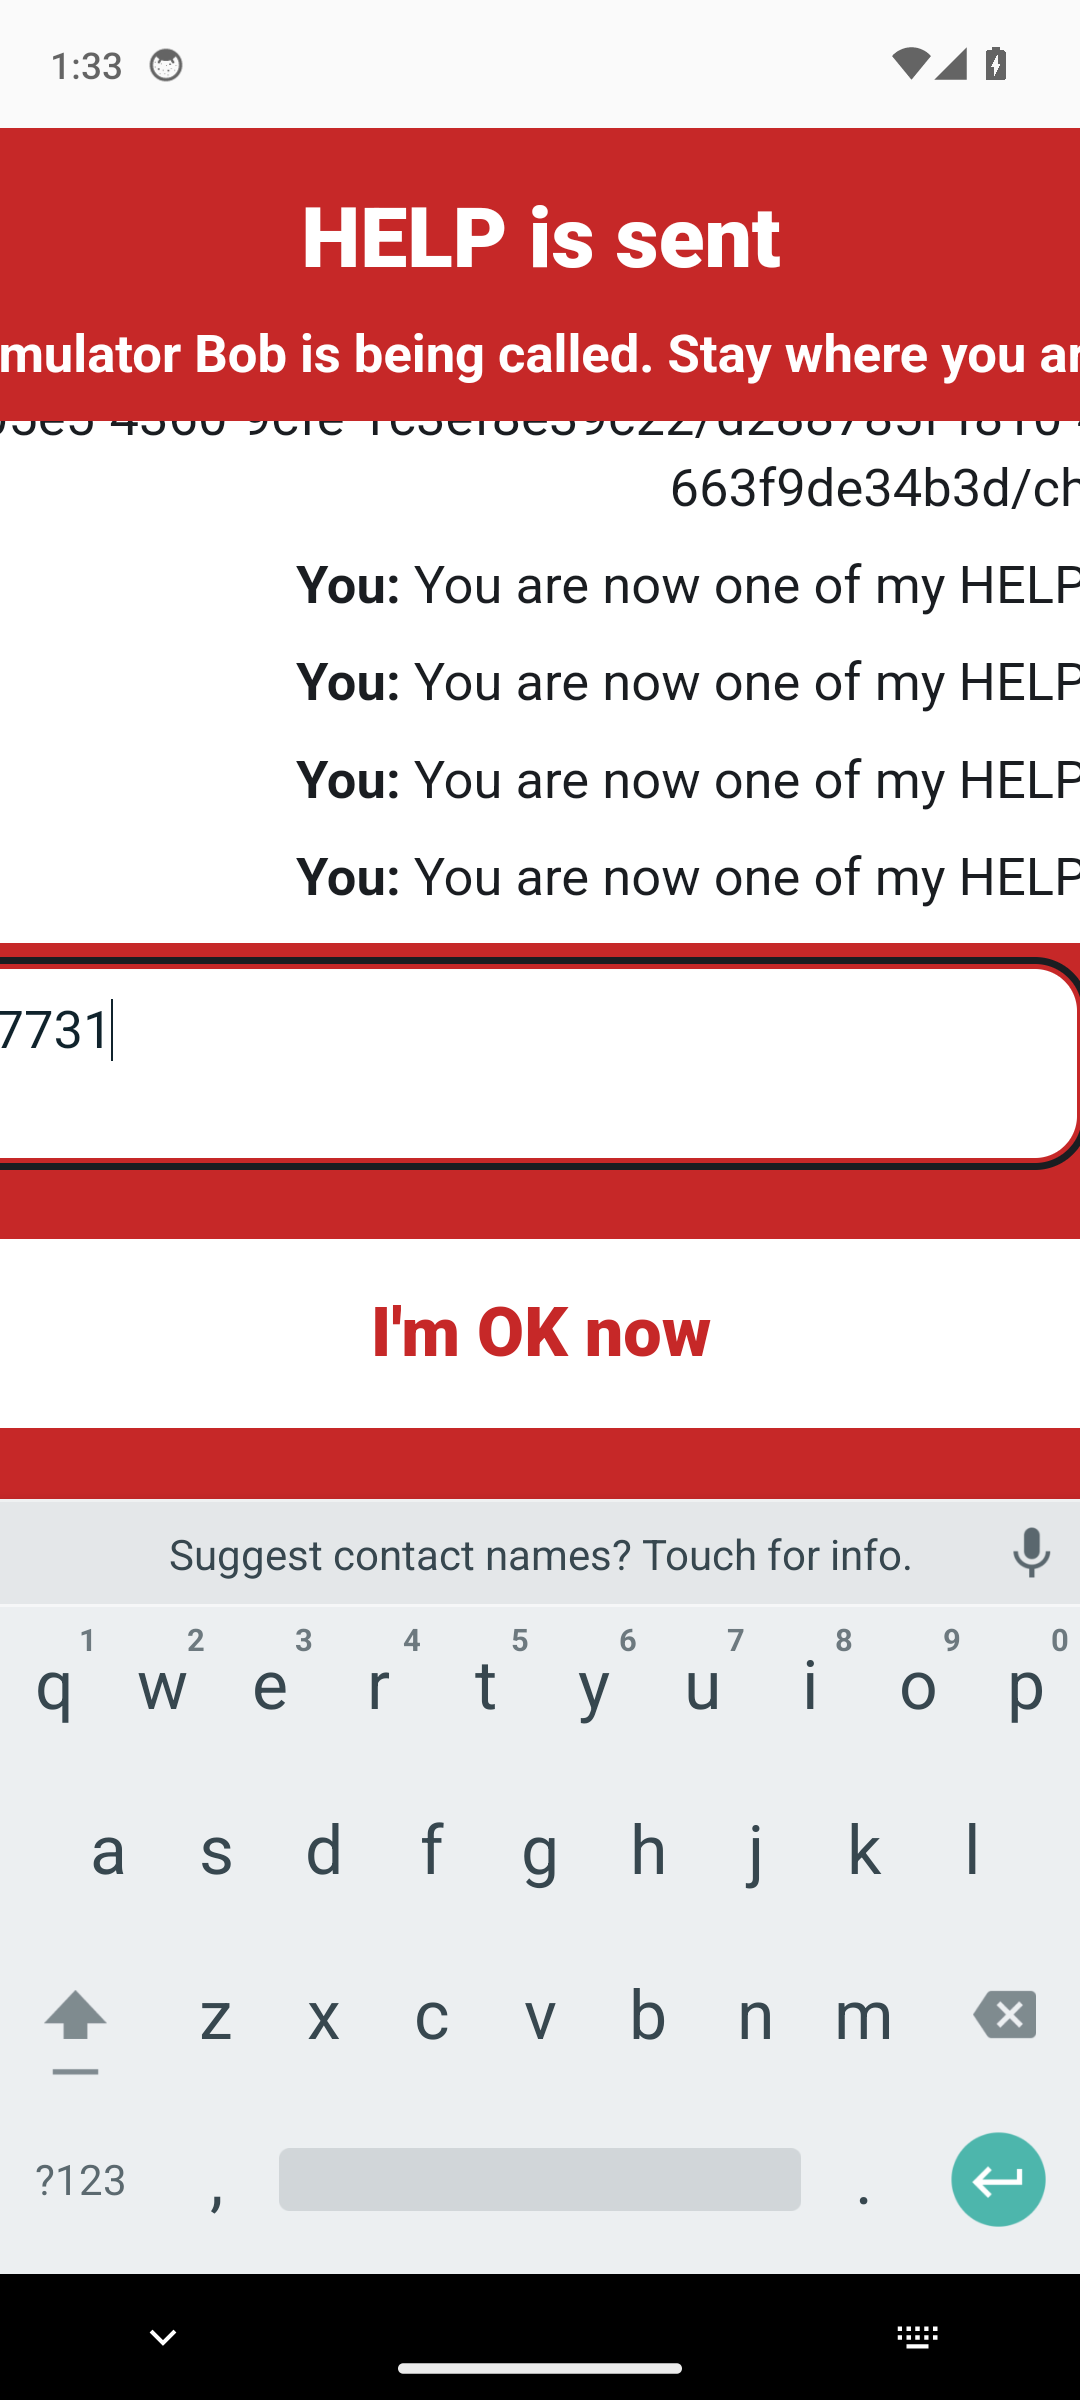 1:33
HELP is sent
mulator Bob is being called. Stay where you ar
663f9de34b3d/ch
You: You are now one of my HELP
You: You are now one of my HELP
You: You are now one of my HELP
You: You are now one of my HELP
7731
I'm OK now
Suggest contact names? Touch for info.
1 2 3 4 5 6 7 8 9 0
q w e r t y u i o p
a s d f g h j k l
z x c v b n m
?123 , .